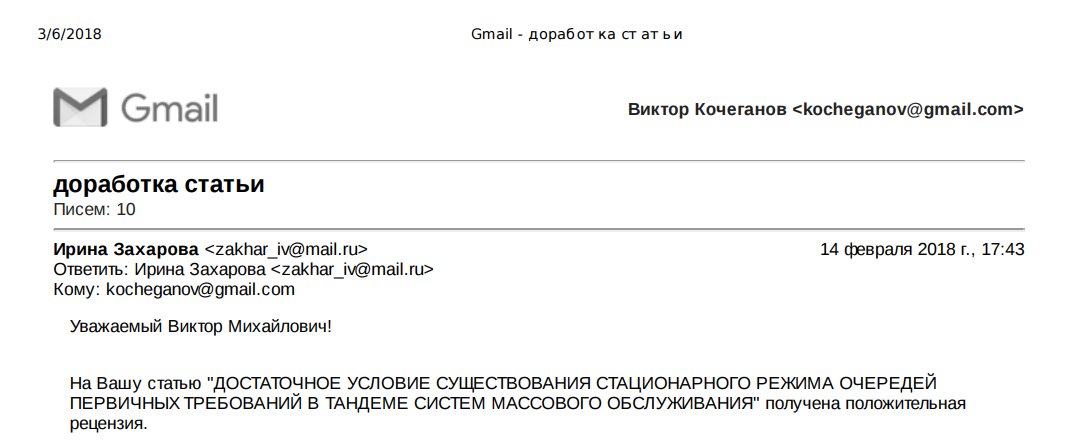 3/6/2018
Gmail - доработка статьи
Gmail
Виктор Кочеганов <kocheganov@gmail.com>
доработка статьи
Писем: 10
Ирина Захарова <zakhar_iv@mail.ru>
14 февраля 2018 г., 17:43
Ответить: Ирина Захарова <zakhar_iv@mail.ru>
Кому: kocheganov@gmail.com
Уважаемый Виктор Михайлович!
На Вашу статью "ДОСТАТОЧНОЕ УСЛОВИЕ СУЩЕСТВОВАНИЯ СТАЦИОНАРНОГО РЕЖИМА ОЧЕРЕДЕЙ
ПЕРВИЧНЫХ ТРЕБОВАНИЙ В ТАНДЕМЕ СИСТЕМ МАССОВОГО ОБСЛУЖИВАНИЯ" получена положительная
рецензия.